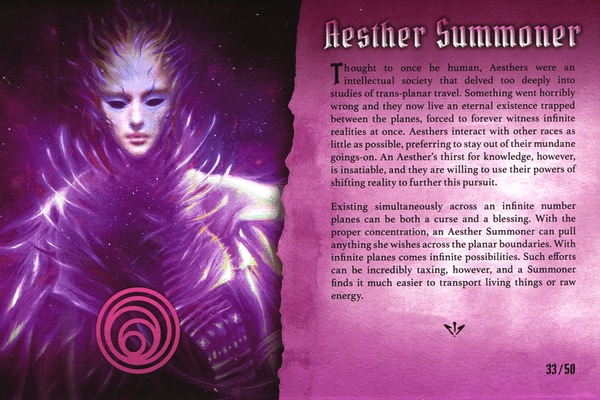 Aesther Summoner
Thought to once be human, Aesthers were an
intellectual society that delved too deeply into
studies of trans-planar travel. Something went horribly
wrong and they now live an eternal existence trapped
between the planes, forced to forever witness infinite
realities at once. Aesthers interact with other races as
little as possible, preferring to stay out of their mundane
goings-on. An Aesther's thirst for knowledge, however,
is insatiable, and they are willing to use their powers of
shifting reality to further this pursuit.
Existing simultaneously across an infinite number
planes can be both a curse and a blessing. With the
proper concentration, an Aesther Summoner can pull
anything she wishes across the planar boundaries. With
infinite planes comes infinite possibilities. Such efforts
can be incredibly taxing, however, and a Summoner
finds it much easier to transport living things or raw
energy.
33/50